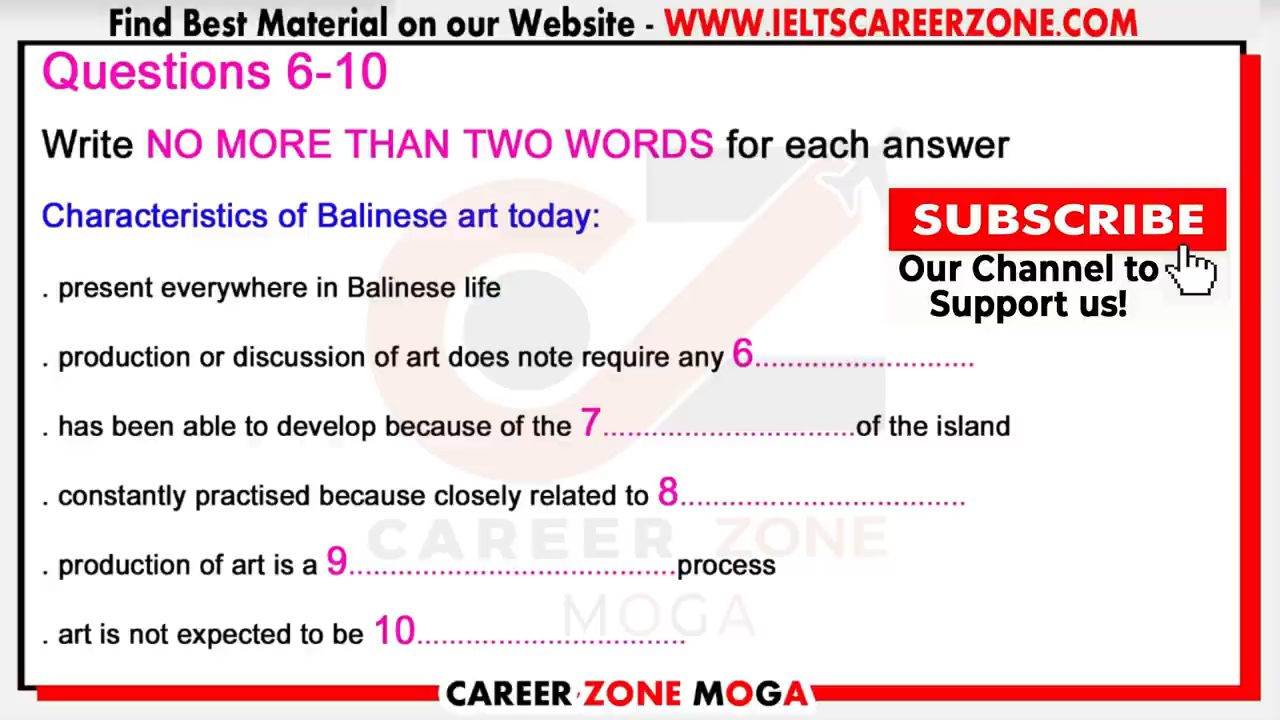 Find Best Material on our Website - WWW.IELTSCAREERZONE.COM
Questions 6-10
Write NO MORE THAN TWO WORDS for each answer
Characteristics of Balinese art today:
SUBSCRIBE
Our Channel to
Support us!
. present everywhere in Balinese life
. production or discussion of art does note require any 6...........................
. has been able to develop because of the 7...............................of the island
. constantly practised because closely related to 8...................................
. production of art is a 9........................................process
. art is not expected to be 10.................................
CAREER ZONE
MOGA
CAREER ZONE MOGA